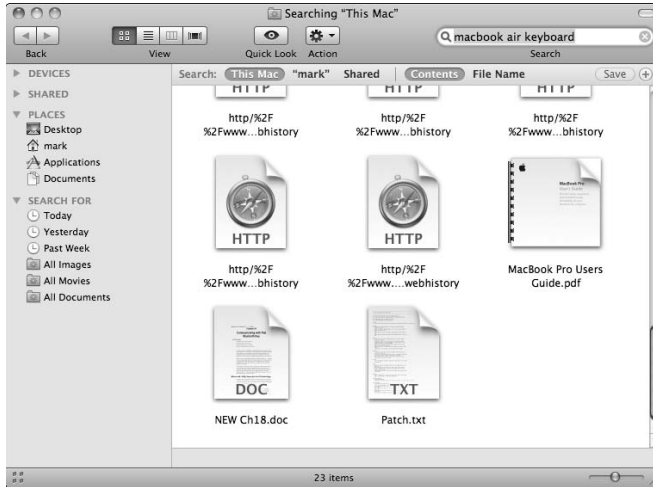 Searching "This Mac"
macbook air keyboard
Back View Quick Look Action Search
DEVICES
SHARED
PLACES
Desktop
mark
Applications
Documents
SEARCH FOR
Today
Yesterday
Past Week
All Images
All Movies
All Documents
Search: This Mac "mark" Shared Contents File Name Save
HTTP HTTP HTTP
http/%2F http/%2F http/%2F
%2Fwww...bhistory %2Fwww...bhistory %2Fwww...bhistory
HTTP HTTP MacBook Pro
http/%2F http/%2F MacBook Pro Users
%2Fwww...bhistory %2Fwww....webhistory Guide.pdf
DOC TXT
NEW Ch18.doc Patch.txt
23 items